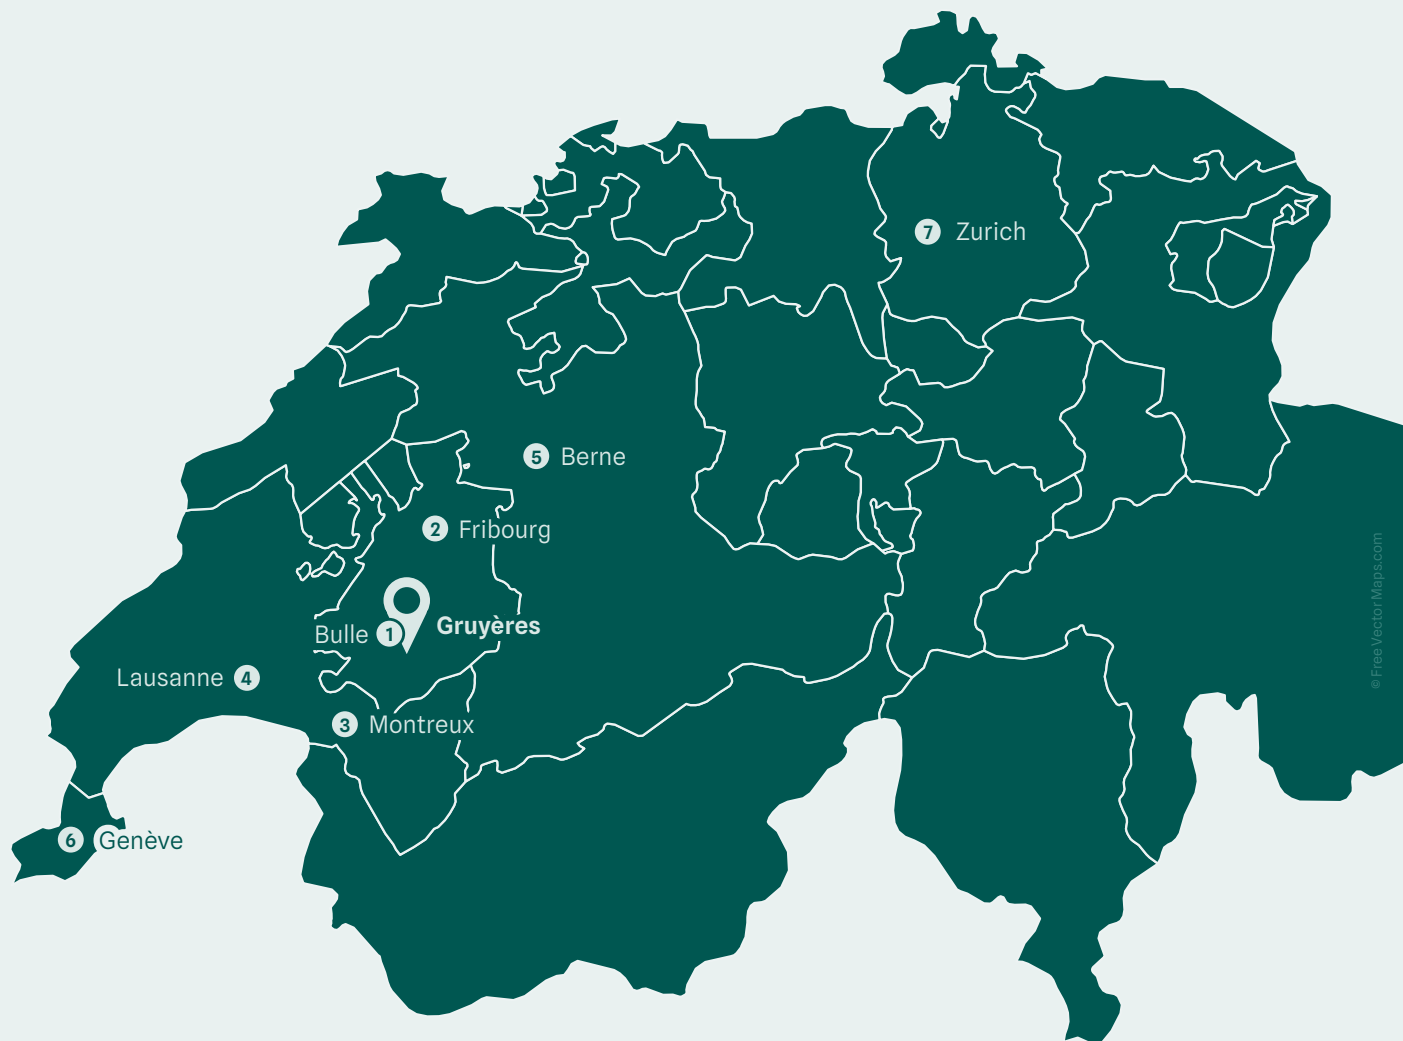 7 Zurich
5 Berne
2 Fribourg
Gruyères
Bulle 1
Lausanne 4
3 Montreux
6 Genève
© Free Vector Maps.com